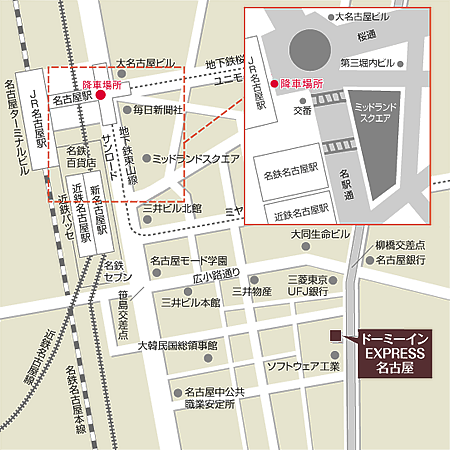 大名古屋ビル
地下鉄桜
ユニモ
降車場所
名古屋駅
毎日新聞社
JR名古屋駅
名古屋ターミナルビル
サンロード
地下鉄東山線
名鉄
百貨店
ミッドランドスクエア
新名古屋駅
近鉄名古屋駅
近鉄パッセ
三井ビル北館
ミヤ
名鉄
セブン
名古屋モード学園
広小路通り
笹島交差点
三井ビル本館
三井物産
三菱東京
UFJ銀行
大同生命ビル
柳橋交差点
名古屋銀行
大韓民国総領事館
名古屋中公共
職業安定所
ソフトウェア工業
ドーミーイン
EXPRESS
名古屋
近鉄名古屋線
名鉄名古屋本線
大名古屋ビル
桜通
JR名古屋駅
第三堀内ビル
降車場所
交番
ミッドランド
スクエア
名鉄名古屋駅
名駅通
近鉄名古屋駅